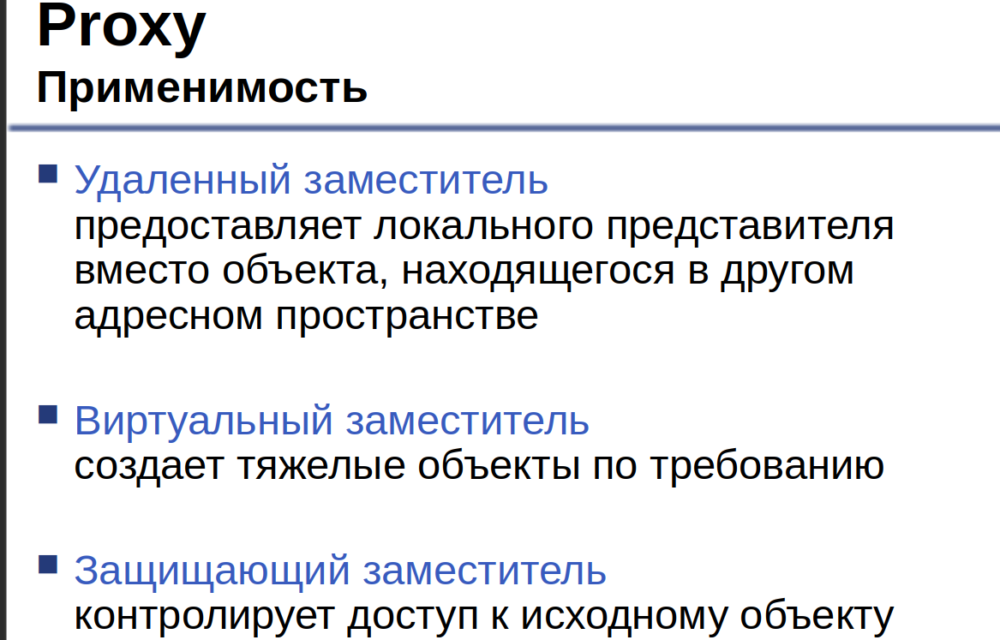 Proxy
Применимость
Удаленный заместитель
предоставляет локального представителя
вместо объекта, находящегося в другом
адресном пространстве
Виртуальный заместитель
создает тяжелые объекты по требованию
Защищающий заместитель
контролирует доступ к исходному объекту